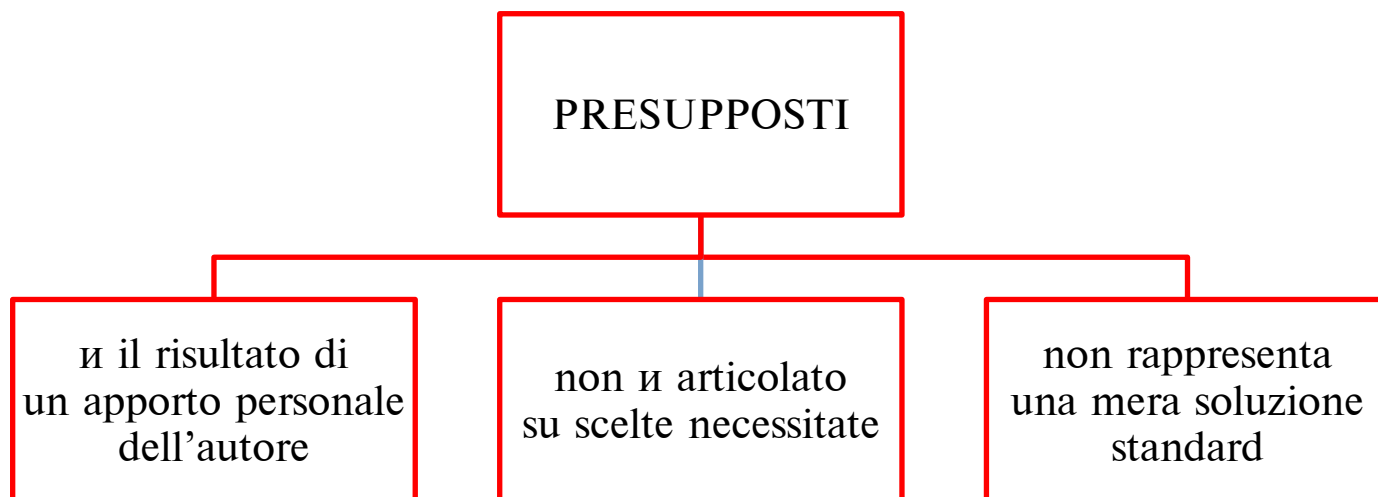 PRESUPPOSTI
и il risultato di
un apporto personale
dell’autore
non и articolato
su scelte necessitate
non rappresenta
una mera soluzione
standard